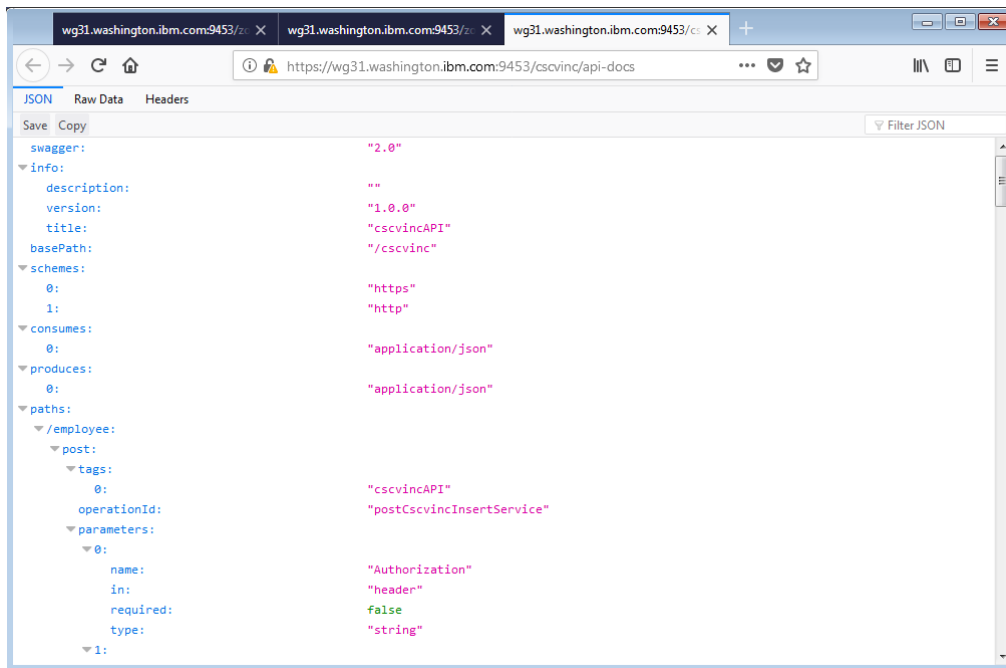 wg31.washington.ibm.com:9453/zc wg31.washington.ibm.com:9453/zc wg31.washington.ibm.com:9453/cs
https://wg31.washington.ibm.com:9453/cscvinc/api-docs
JSON Raw Data Headers
Save Copy Filter JSON
swagger: "2.0"
info:
description: ""
version: "1.0.0"
title: "cscvincAPI"
basePath: "/cscvinc"
schemes:
0: "https"
1: "http"
consumes:
0: "application/json"
produces:
0: "application/json"
paths:
/employee:
post:
tags:
0: "cscvincAPI"
operationId: "postCscvincInsertService"
parameters:
0:
name: "Authorization"
in: "header"
required: false
type: "string"
1: